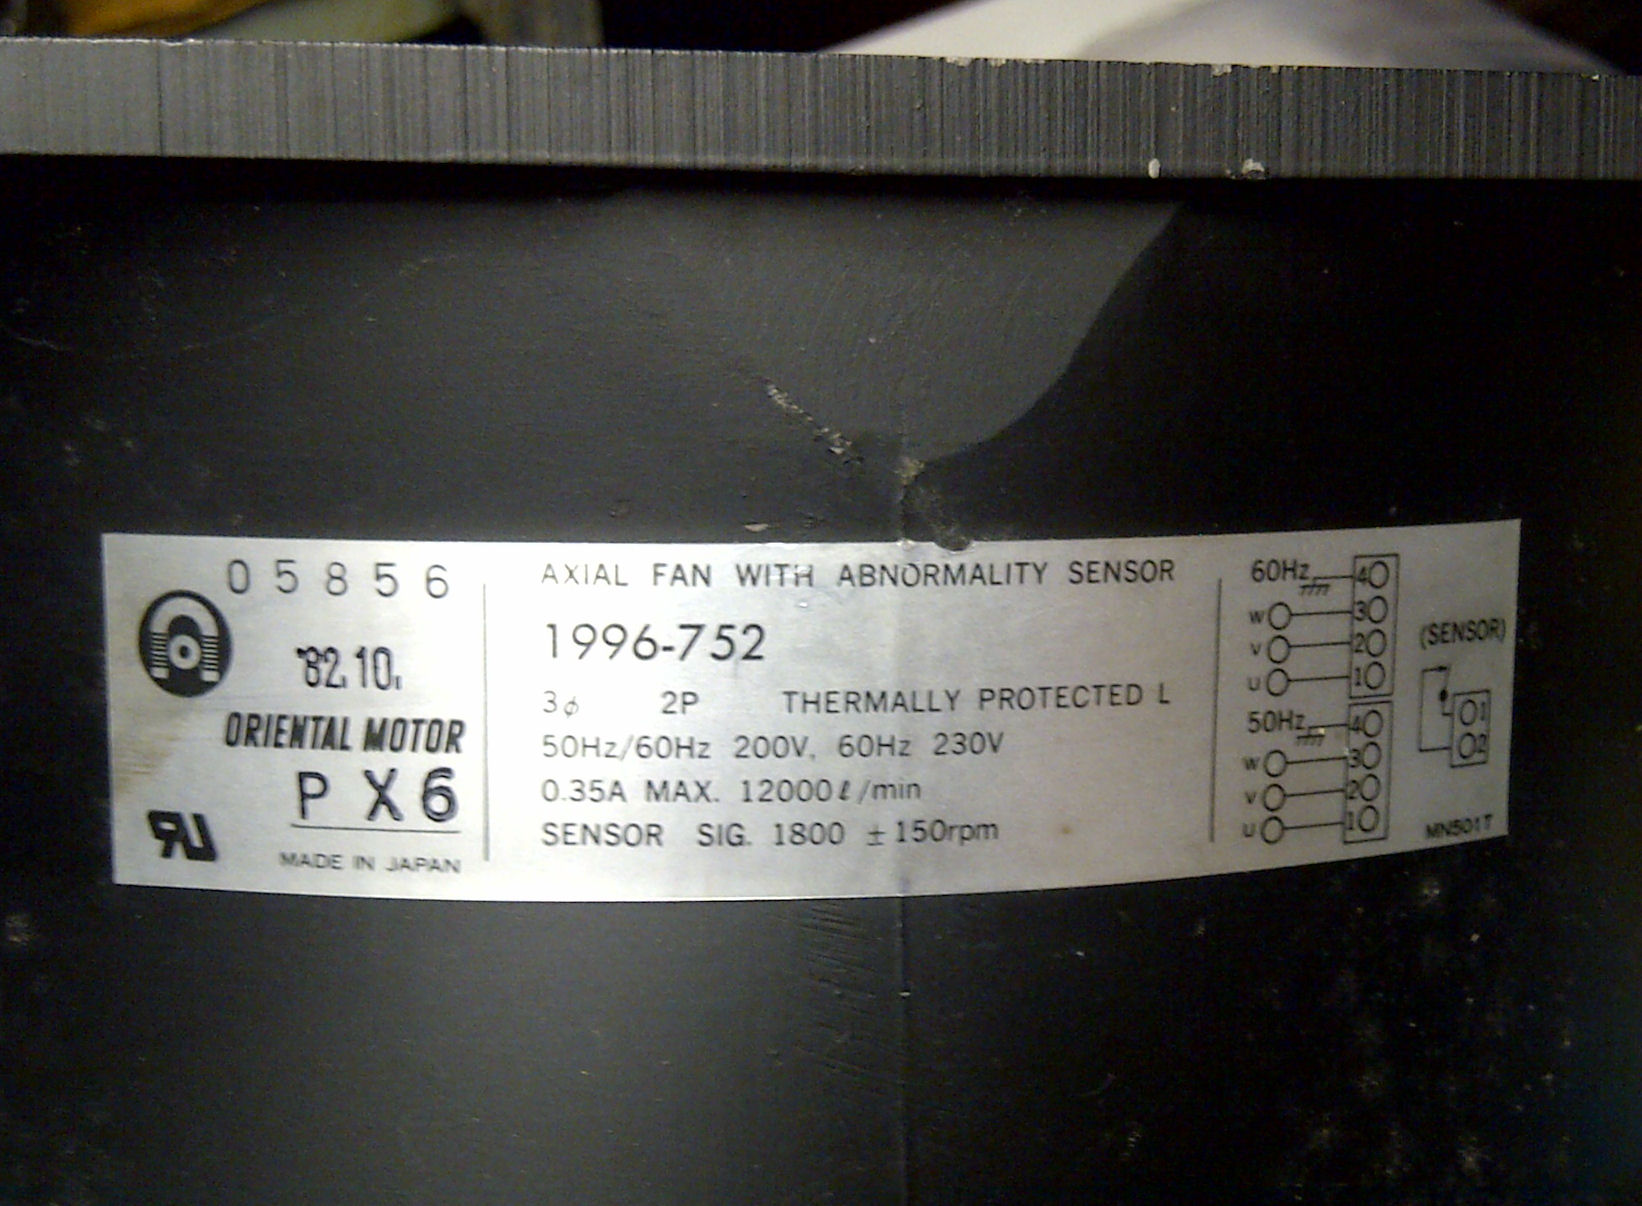 05856
'82.10.
ORIENTAL MOTOR
PX6
MADE IN JAPAN
AXIAL FAN WITH ABNORMALITY SENSOR
1996-752
3ϕ 2P THERMALLY PROTECTED L
50Hz/60Hz 200V, 60Hz 230V
0.35A MAX. 12000ℓ/min
SENSOR SIG. 1800 ±150rpm
60Hz 4
W 3
V 2
U 1
50Hz 4
W 3
V 2
U 1
(SENSOR)
1
2
MN501T